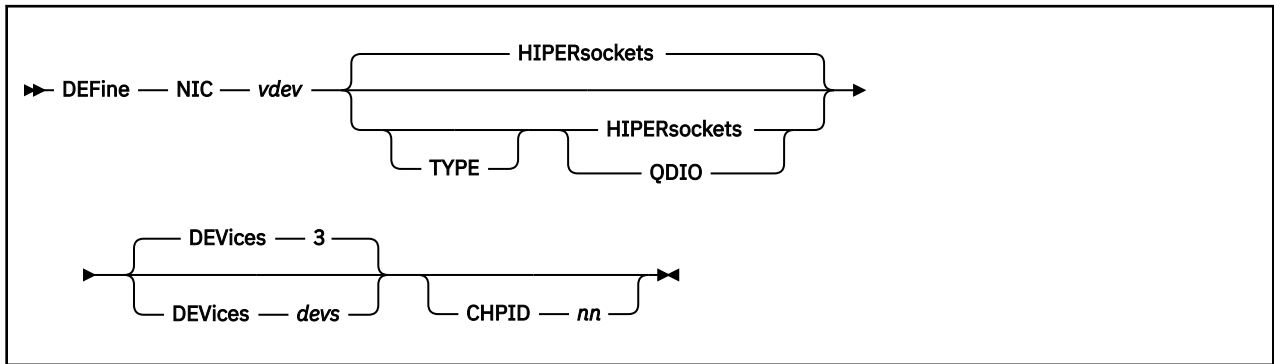 HIPERsockets
DEFine NIC vdev
HIPERsockets
TYPE
QDIO
DEVices 3
DEVices devs
CHPID nn